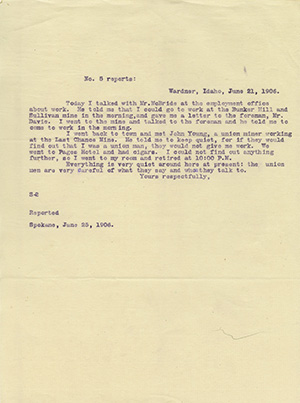 No. 5 reports:
Wardner, Idaho, June 21, 1906.
Today I talked with Mr.McBride at the employment office
about work. He told me that I could go to work at the Bunker Hill and
Sullivan mine in the morning,and gave me a letter to the foreman, Mr.
Davis. I went to the mine and talked to the foreman and he told me to
come to work in the morning.
I went back to town and met John Young, a union miner working
at the Last Chance Mine. He told me to keep quiet, for if they would
find out that I was a union man, they would not give me work. We
went to Pages Hotel and had cigars. I could not find out anything
further, so I went to my room and retired at 10:00 P.M.
Everything is very quiet around here at present: the union
men are very careful of what they say and whom they talk to.
Yours respectfully,
Reported
Spokane, June 25, 1906.